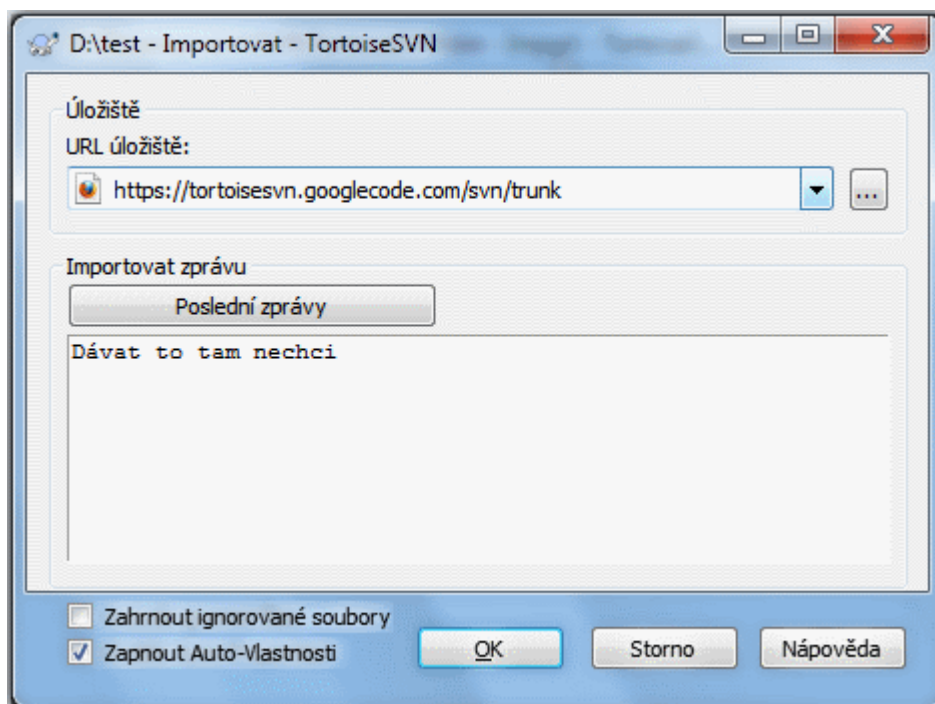 D:\test - Importovat - TortoiseSVN
Úložiště
URL úložiště:
https://tortoisesvn.googlecode.com/svn/trunk
...
Importovat zprávu
Poslední zprávy
Dávat to tam nechci
Zahrnout ignorované soubory
Zapnout Auto-Vlastnosti
OK
Storno
Nápověda